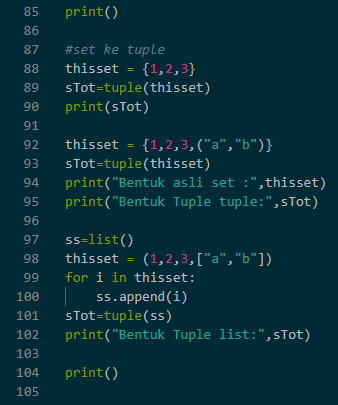 85 print()
86
87 #set ke tuple
88 thisset = {1,2,3}
89 sTot=tuple(thisset)
90 print(sTot)
91
92 thisset = {1,2,3,("a","b")}
93 sTot=tuple(thisset)
94 print("Bentuk asli set :",thisset)
95 print("Bentuk Tuple tuple:",sTot)
96
97 ss=list()
98 thisset = (1,2,3,["a","b"])
99 for i in thisset:
100     ss.append(i)
101 sTot=tuple(ss)
102 print("Bentuk Tuple list:",sTot)
103
104 print()
105